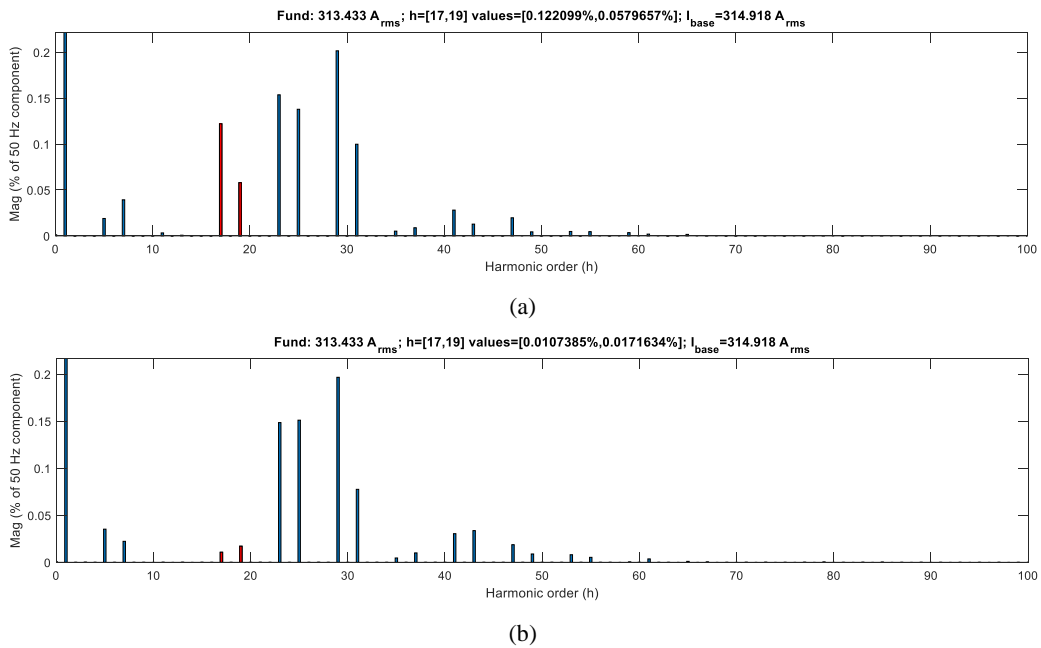 Fund: 313.433 Arms; h=[17,19] values=[0.122099%,0.0579657%]; Ibase=314.918 Arms
Mag (% of 50 Hz component)
0.2
0.15
0.1
0.05
0
0 10 20 30 40 50 60 70 80 90 100
Harmonic order (h)
(a)
Fund: 313.433 Arms; h=[17,19] values=[0.0107385%,0.0171634%]; Ibase=314.918 Arms
Mag (% of 50 Hz component)
0.2
0.15
0.1
0.05
0
0 10 20 30 40 50 60 70 80 90 100
Harmonic order (h)
(b)